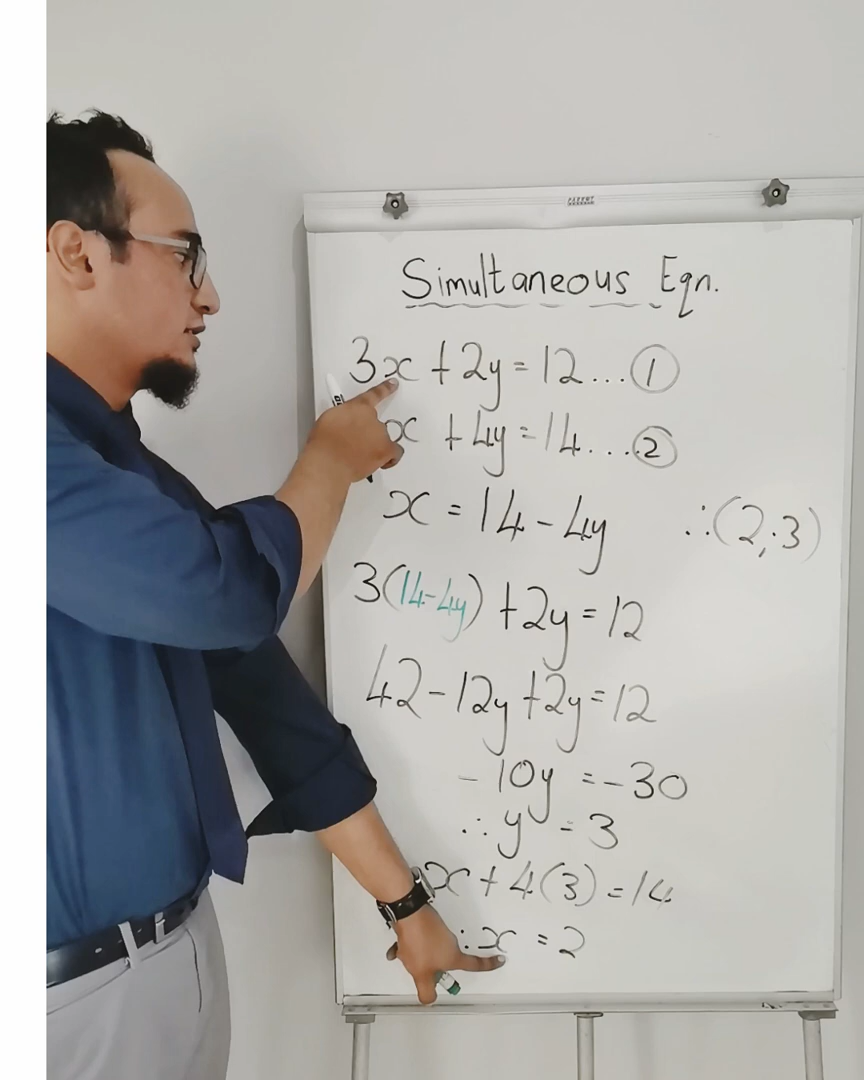 Simultaneous Eqn.
3x + 2y = 12 ... ①
x + 4y = 14 ... ②
x = 14 - 4y
∴ (2,3)
3(14-4y) + 2y = 12
42 - 12y + 2y = 12
- 10y = - 30
∴ y = 3
x + 4(3) = 14
∴ x = 2